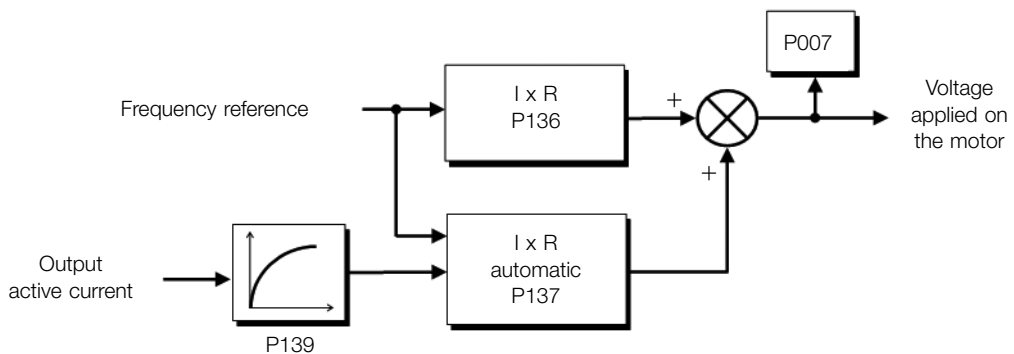 P007
Frequency reference
I x R
P136
+
Voltage
applied on
the motor
+
Output
active current
I x R
automatic
P137
P139